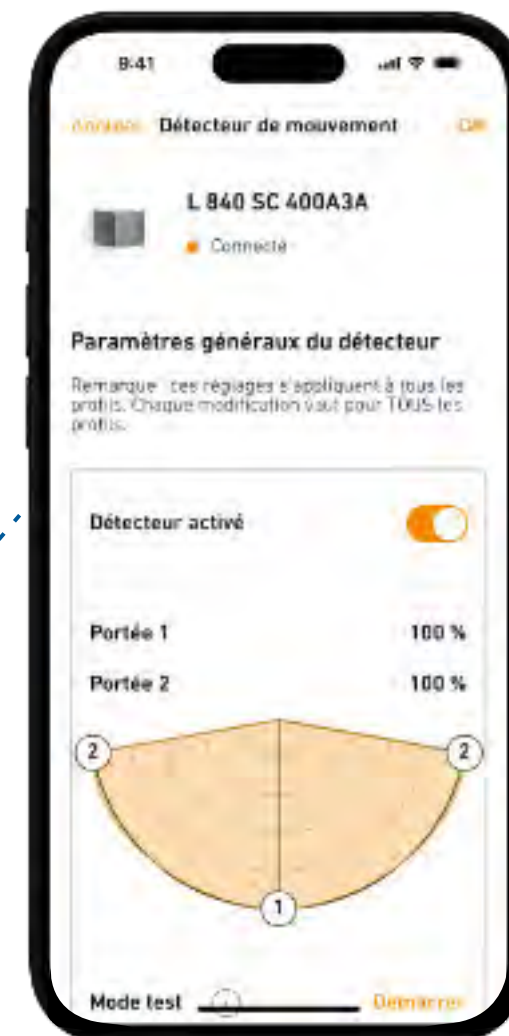 9:41
Annuler Détecteur de mouvement OK
L 840 SC 400A3A
Connecté
Paramètres généraux du détecteur
Remarque : ces réglages s'appliquent à tous les
profils. Chaque modification vaut pour TOUS les
profils.
Détecteur activé
Portée 1 100 %
Portée 2 100 %
2 2
1
Mode test Démarrer